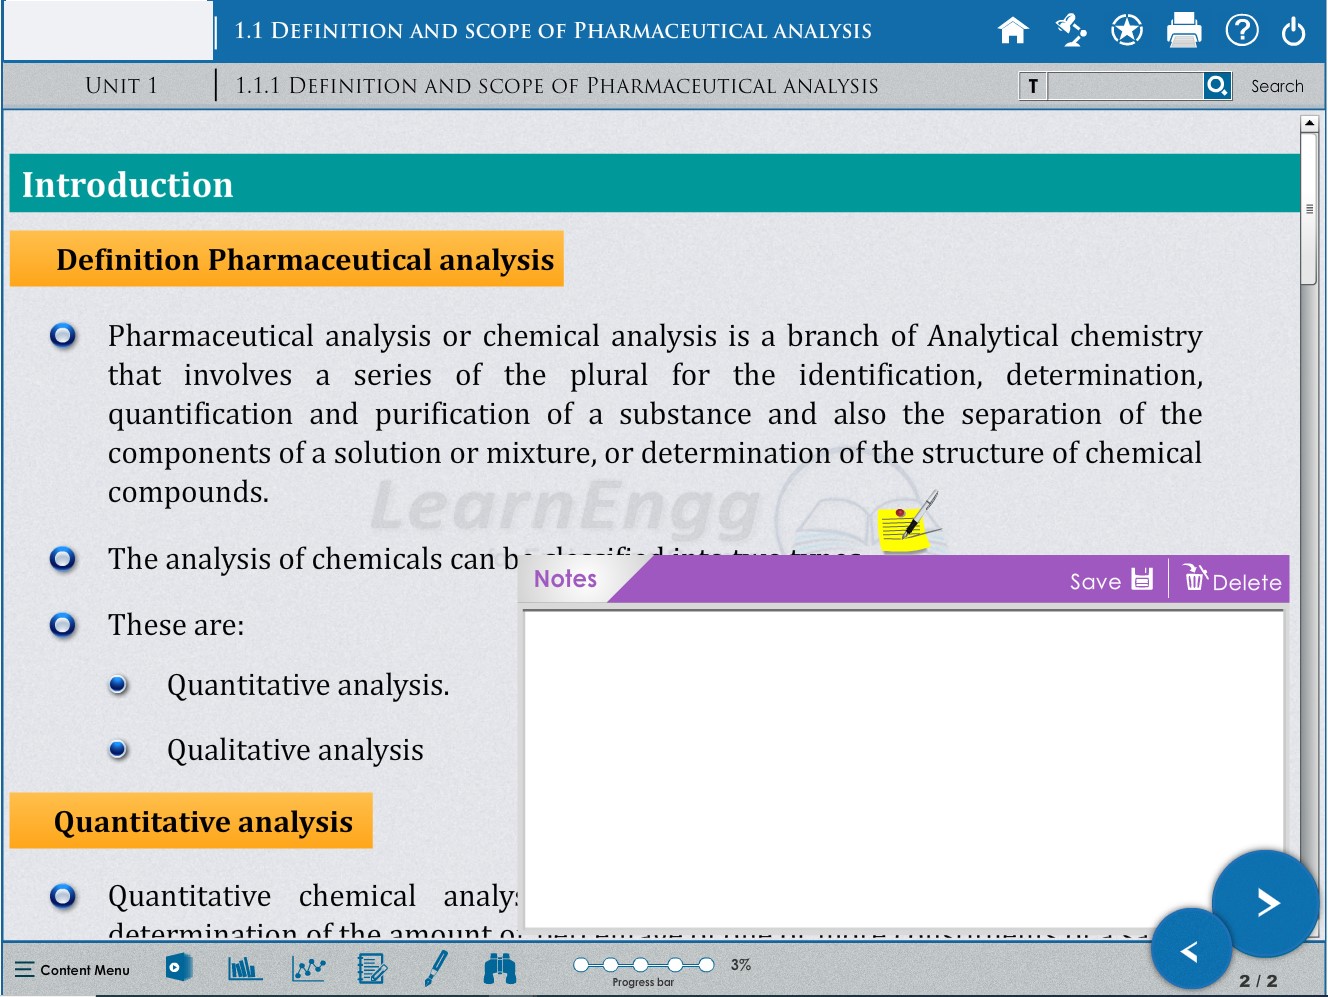 1.1 Definition and scope of Pharmaceutical analysis
Unit 1
1.1.1 Definition and scope of Pharmaceutical analysis
T
Search
Introduction
Definition Pharmaceutical analysis
Pharmaceutical analysis or chemical analysis is a branch of Analytical chemistry
that involves a series of the plural for the identification, determination,
quantification and purification of a substance and also the separation of the
components of a solution or mixture, or determination of the structure of chemical
compounds.
LearnEngg
The analysis of chemicals can be classified into two types.
Notes
Save
Delete
These are:
Quantitative analysis.
Qualitative analysis
Quantitative analysis
Quantitative chemical
determination of the amount
Content Menu
Progress bar
3%
2 / 2